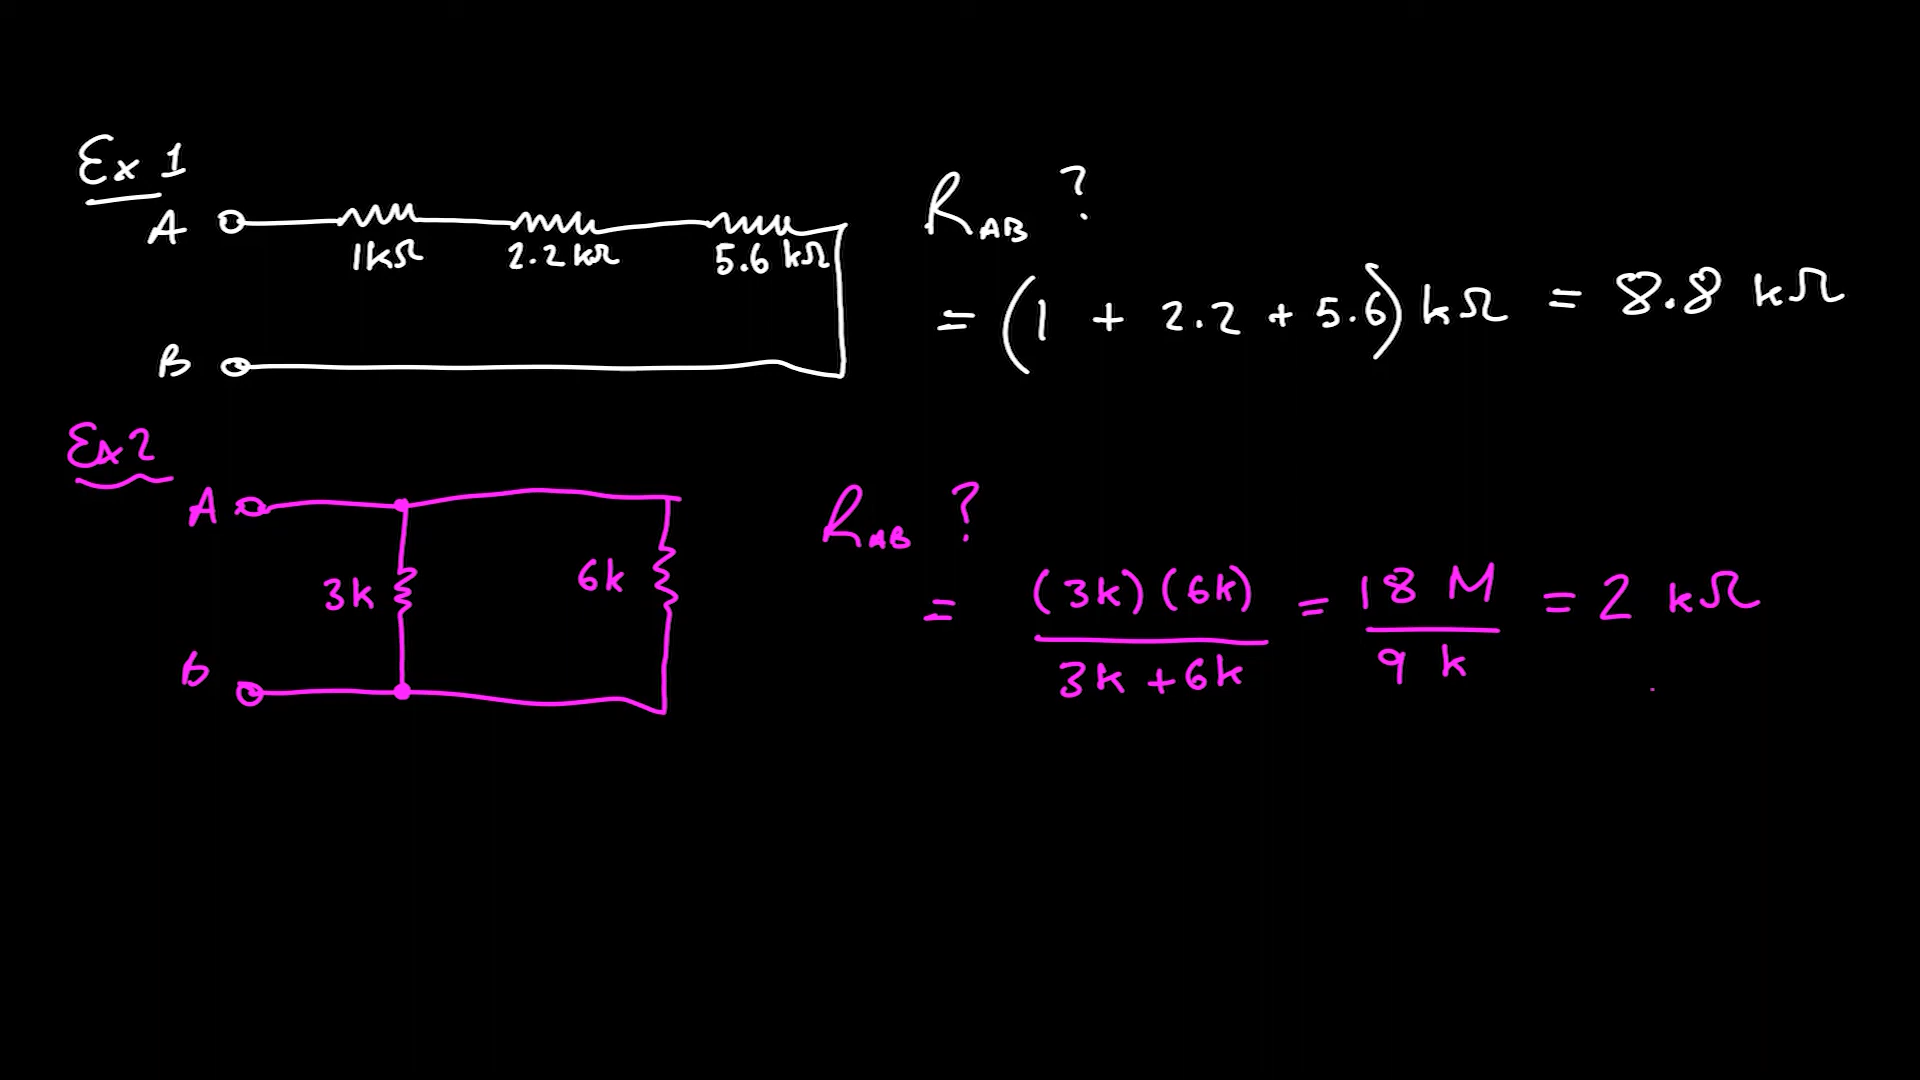 Ex 1
A
1kΩ 2.2 kΩ 5.6 kΩ
B
R_AB ?
= (1 + 2.2 + 5.6) kΩ = 8.8 kΩ
Ex 2
A
3k 6k
B
R_AB ?
= (3k)(6k) / 3k + 6k = 18 M / 9 k = 2 kΩ